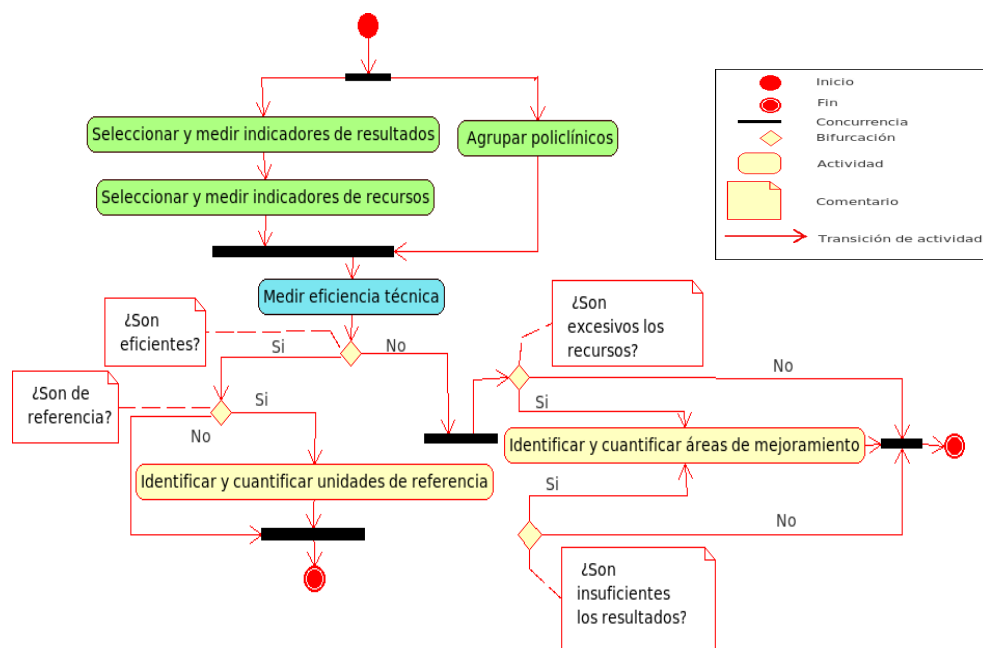 Seleccionar y medir indicadores de resultados
Agrupar policlínicos
Seleccionar y medir indicadores de recursos
Medir eficiencia técnica
¿Son
eficientes?
Si
No
¿Son de
referencia?
Si
No
Identificar y cuantificar unidades de referencia
¿Son
excesivos los
recursos?
No
Si
Identificar y cuantificar áreas de mejoramiento
Si
No
¿Son
insuficientes
los resultados?
Inicio
Fin
Concurrencia
Bifurcación
Actividad
Comentario
Transición de actividad